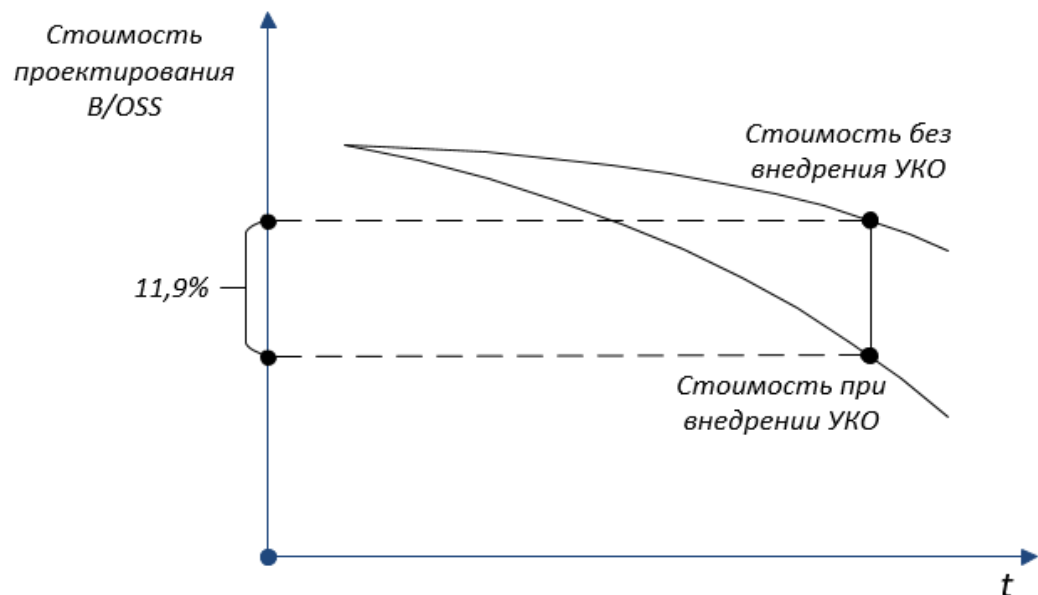 Стоимость
проектирования
B/OSS
Стоимость без
внедрения УКО
11,9%
Стоимость при
внедрении УКО
t